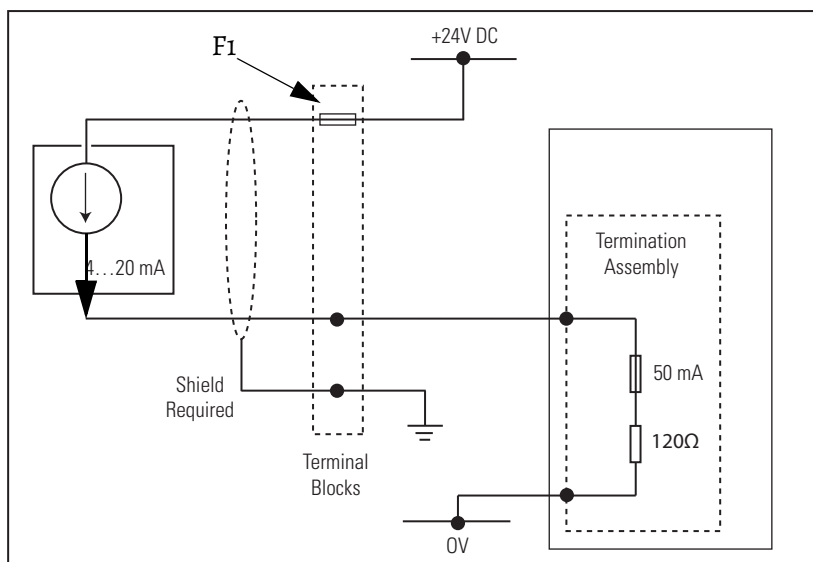 F1
+24V DC
4…20 mA
Termination
Assembly
50 mA
120Ω
Shield
Required
Terminal
Blocks
0V